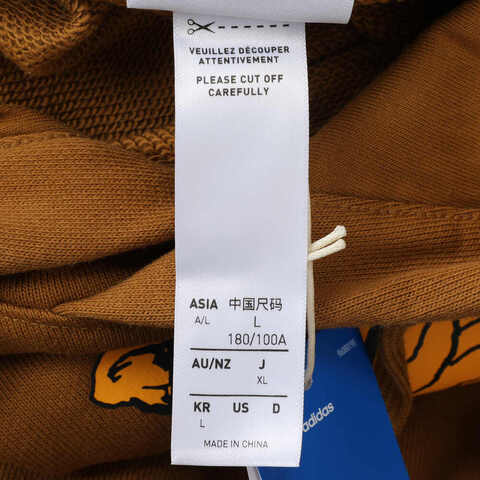 VEUILLEZ DÉCOUPER
ATTENTIVEMENT
PLEASE CUT OFF
CAREFULLY
ASIA 中国尺码
A/L L
180/100A
AU/NZ J
XL
KR US D
L
MADE IN CHINA
adidas